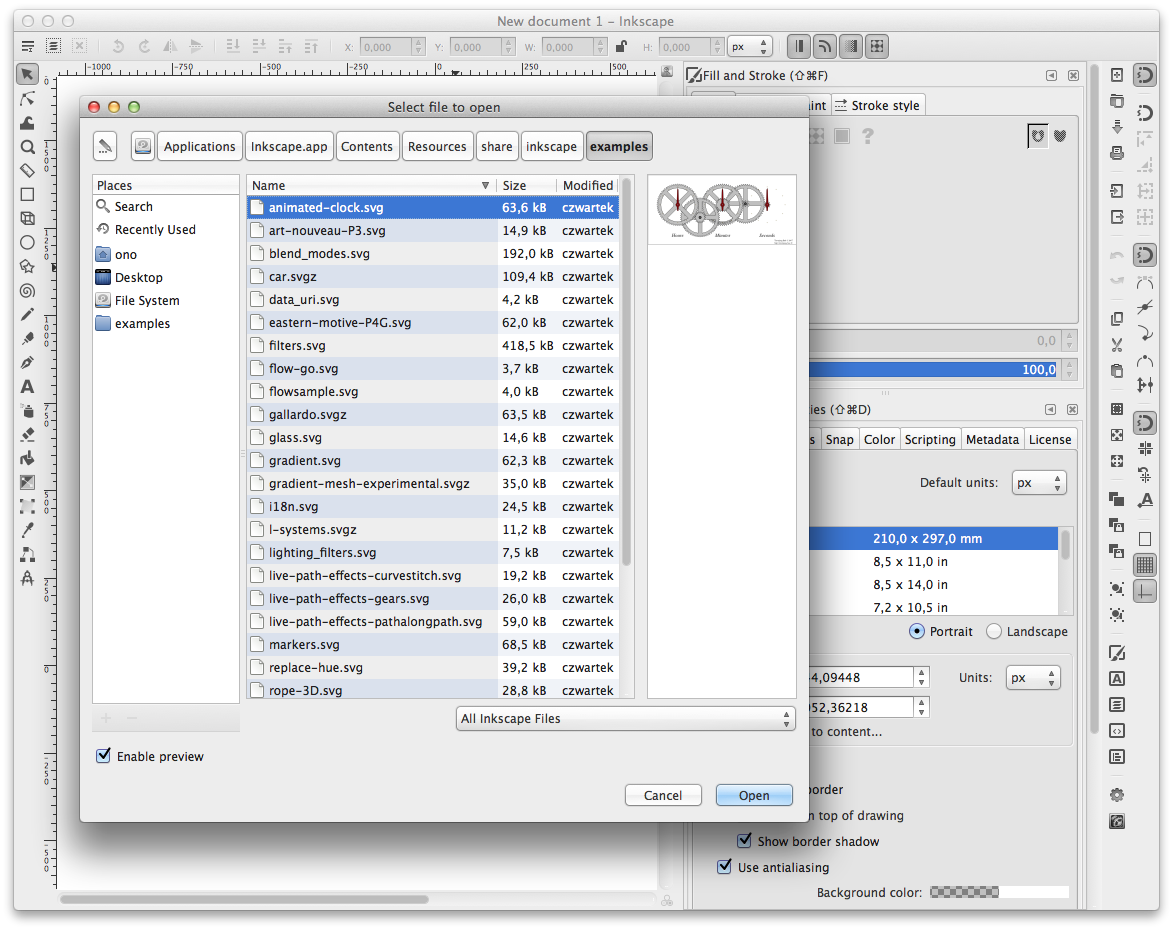 New document 1 – Inkscape
X: 0,000 Y: 0,000 W: 0,000 H: 0,000 px
-1000 -750 -500 -250 0 250 500
Fill and Stroke (⇧⌘F)
Stroke style
?
Select file to open
Applications Inkscape.app Contents Resources share inkscape examples
Places
Search
Recently Used
ono
Desktop
File System
examples
Name Size Modified
animated-clock.svg 63,6 kB czwartek
art-nouveau-P3.svg 14,9 kB czwartek
blend_modes.svg 192,0 kB czwartek
car.svgz 109,4 kB czwartek
data_uri.svg 4,2 kB czwartek
eastern-motive-P4G.svg 62,0 kB czwartek
filters.svg 418,5 kB czwartek
flow-go.svg 3,7 kB czwartek
flowsample.svg 4,0 kB czwartek
gallardo.svgz 63,5 kB czwartek
glass.svg 14,6 kB czwartek
gradient.svg 62,3 kB czwartek
gradient-mesh-experimental.svgz 35,0 kB czwartek
i18n.svg 24,5 kB czwartek
l-systems.svgz 11,2 kB czwartek
lighting_filters.svg 7,5 kB czwartek
live-path-effects-curvestitch.svg 19,2 kB czwartek
live-path-effects-gears.svg 26,0 kB czwartek
live-path-effects-pathalongpath.svg 59,0 kB czwartek
markers.svg 68,5 kB czwartek
replace-hue.svg 39,2 kB czwartek
rope-3D.svg 28,8 kB czwartek
Hours Minutes Seconds
All Inkscape Files
Enable preview
Cancel Open
0,0
100,0
(⇧⌘D)
Snap Color Scripting Metadata License
Default units: px
210,0 x 297,0 mm
8,5 x 11,0 in
8,5 x 14,0 in
7,2 x 10,5 in
Portrait Landscape
4,09448 Units: px
52,36218
to content...
order
top of drawing
Show border shadow
Use antialiasing
Background color: